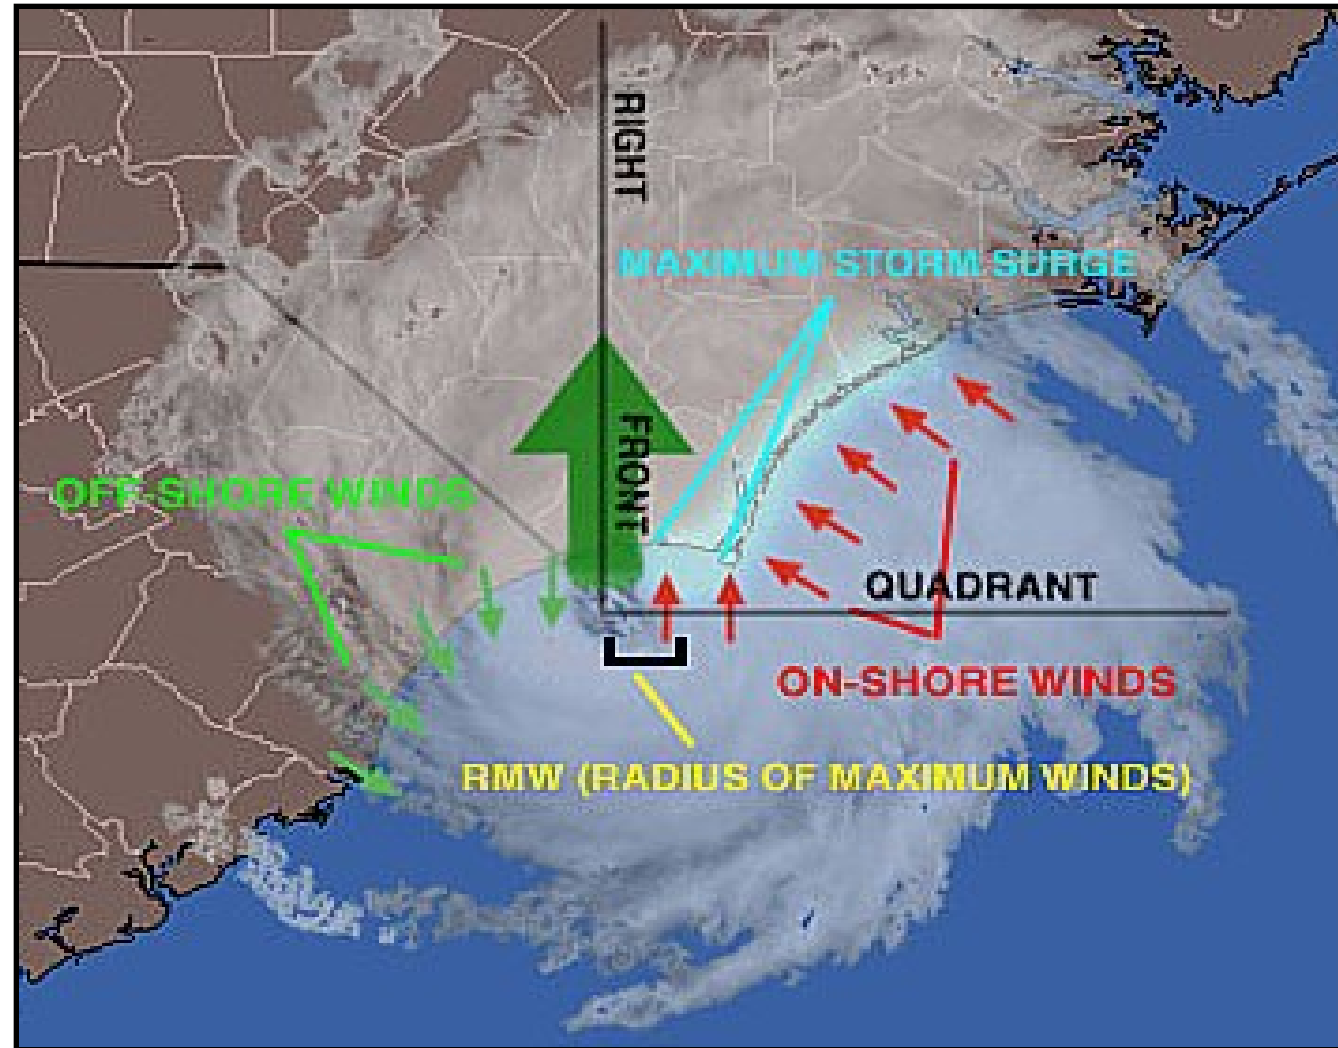 RIGHT
MAXIMUM STORM SURGE
FRONT
OFF-SHORE WINDS
QUADRANT
ON-SHORE WINDS
RMW (RADIUS OF MAXIMUM WINDS)